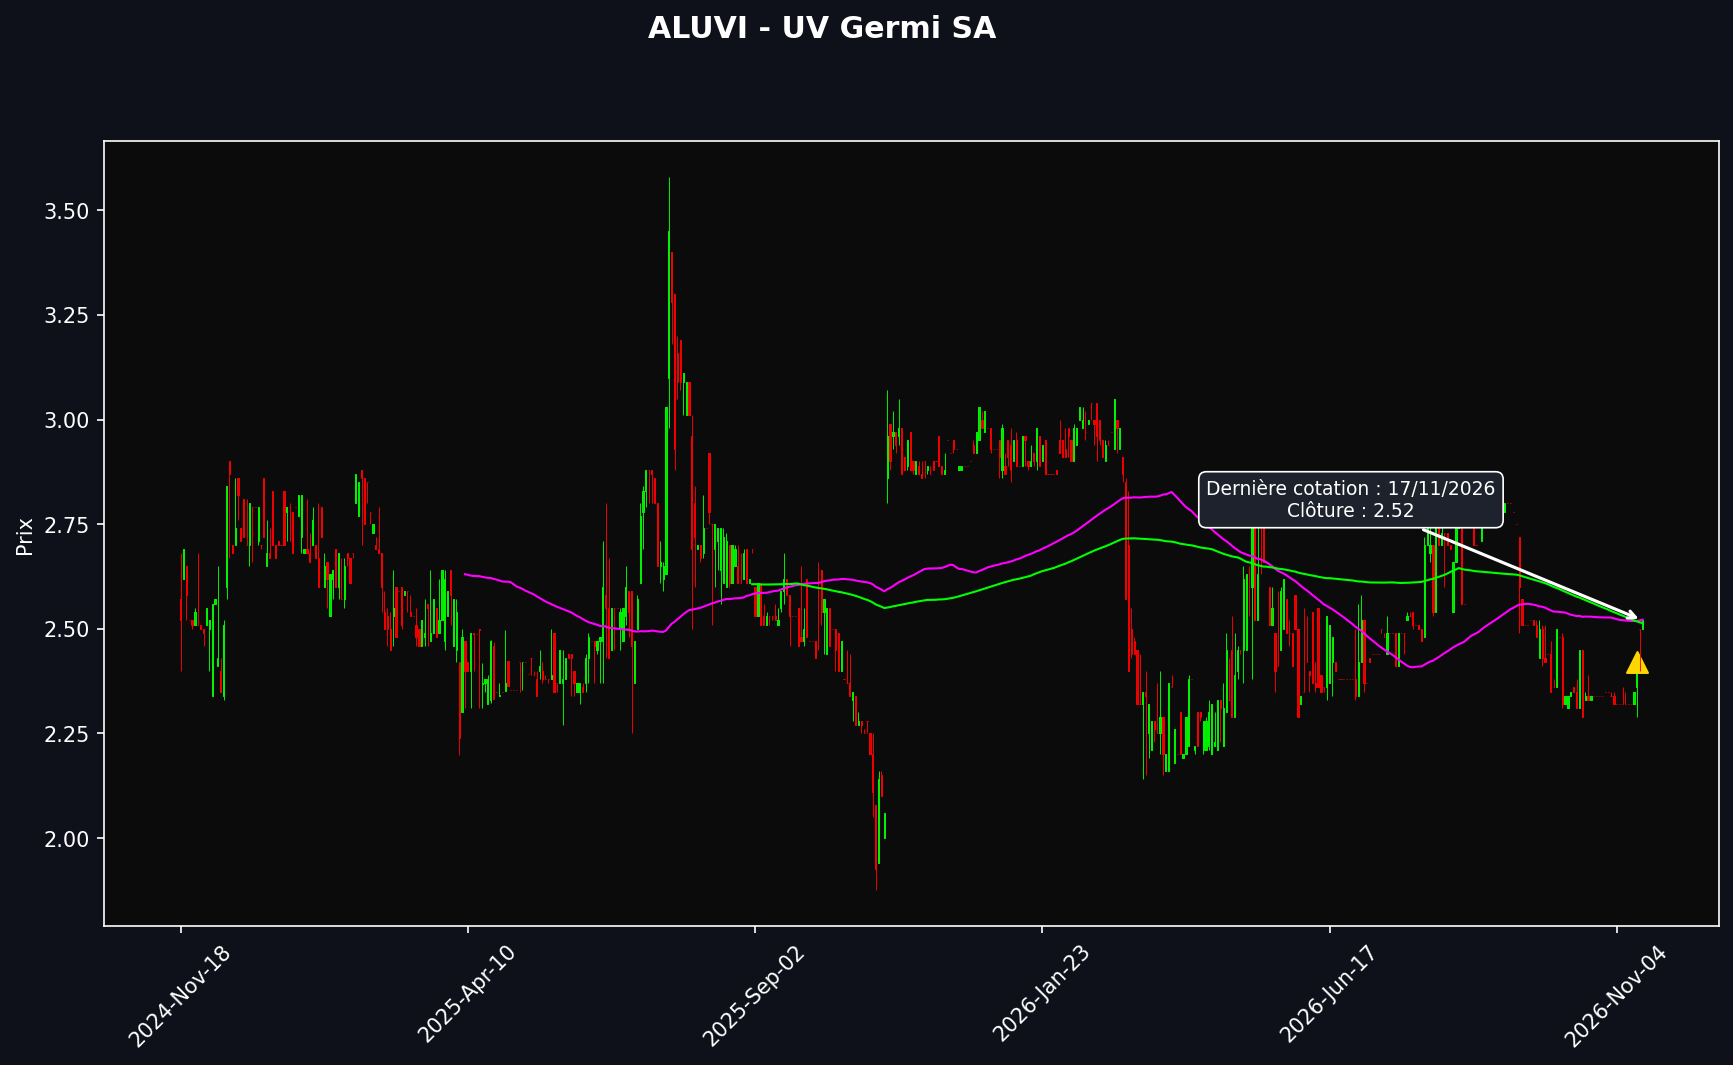 ALUVI - UV Germi SA
Prix
3.50
3.25
3.00
2.75
2.50
2.25
2.00
Dernière cotation : 17/11/2026
Clôture : 2.52
2024-Nov-18
2025-Apr-10
2025-Sep-02
2026-Jan-23
2026-Jun-17
2026-Nov-04